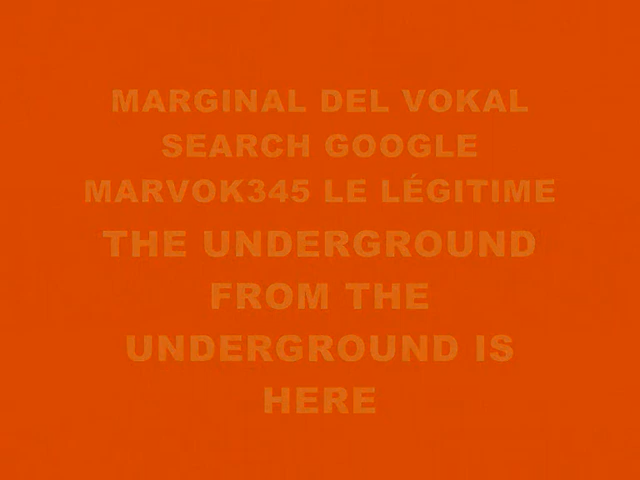 MARGINAL DEL VOKAL
SEARCH GOOGLE
MARVOK345 LE LÉGITIME
THE UNDERGROUND
FROM THE
UNDERGROUND IS
HERE